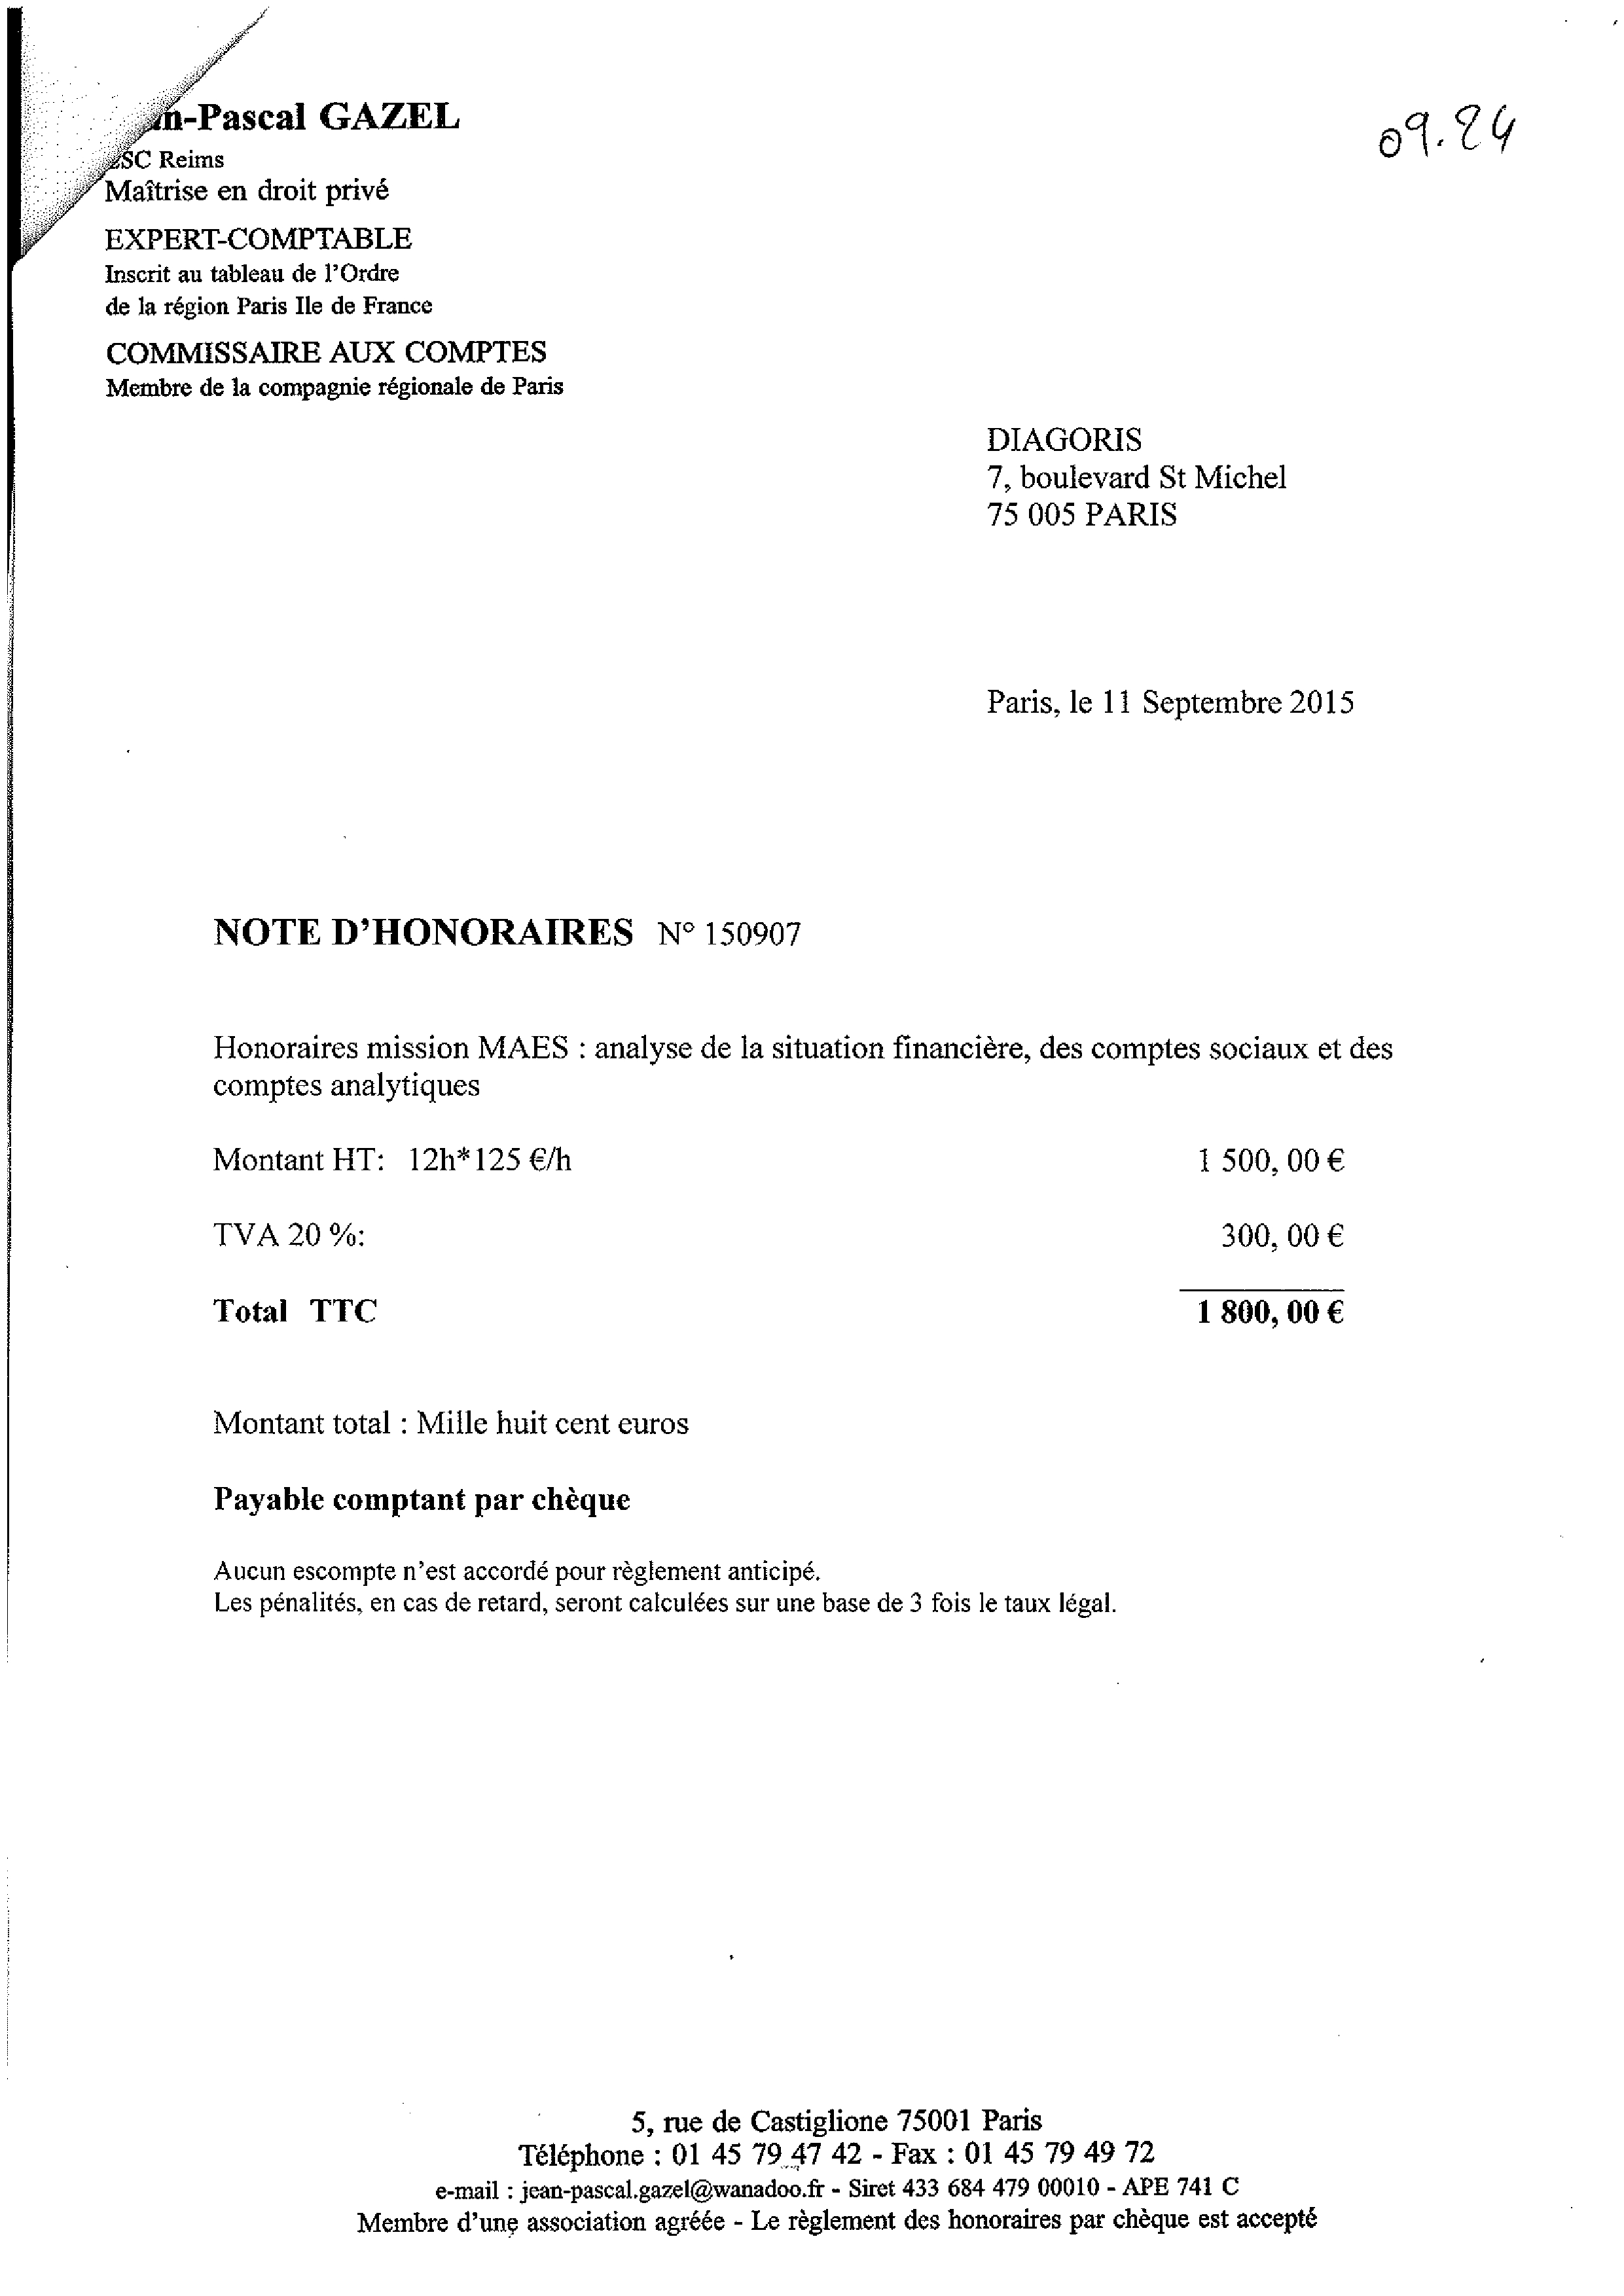 -Pascal GAZEL
09.24
SC Reims
Maîtrise en droit privé
EXPERT-COMPTABLE
Inscrit au tableau de l'Ordre
de la région Paris Ile de France
COMMISSAIRE AUX COMPTES
Membre de la compagnie régionale de Paris
DIAGORIS
7, boulevard St Michel
75 005 PARIS
Paris, le 11 Septembre 2015
NOTE D'HONORAIRES N° 150907
Honoraires mission MAES : analyse de la situation financière, des comptes sociaux et des
comptes analytiques
Montant HT: 12h*125 €/h 1 500, 00 €
TVA 20 %: 300, 00 €
Total TTC 1 800, 00 €
Montant total : Mille huit cent euros
Payable comptant par chèque
Aucun escompte n'est accordé pour règlement anticipé.
Les pénalités, en cas de retard, seront calculées sur une base de 3 fois le taux légal.
5, rue de Castiglione 75001 Paris
Téléphone : 01 45 79 47 42 - Fax : 01 45 79 49 72
e-mail : jean-pascal.gazel@wanadoo.fr - Siret 433 684 479 00010 - APE 741 C
Membre d'une association agréée - Le règlement des honoraires par chèque est accepté